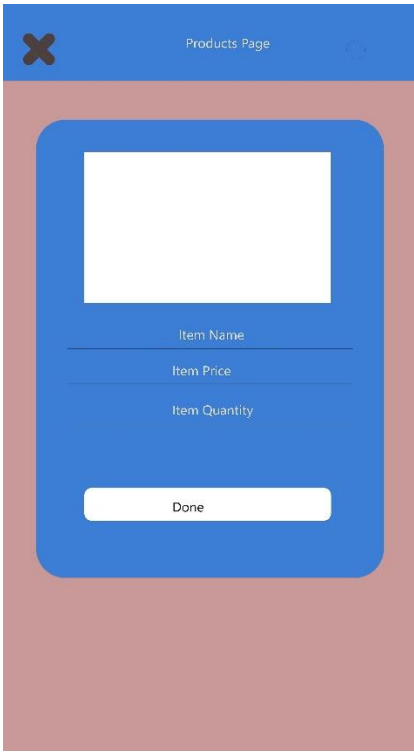 Products Page
Item Name
Item Price
Item Quantity
Done